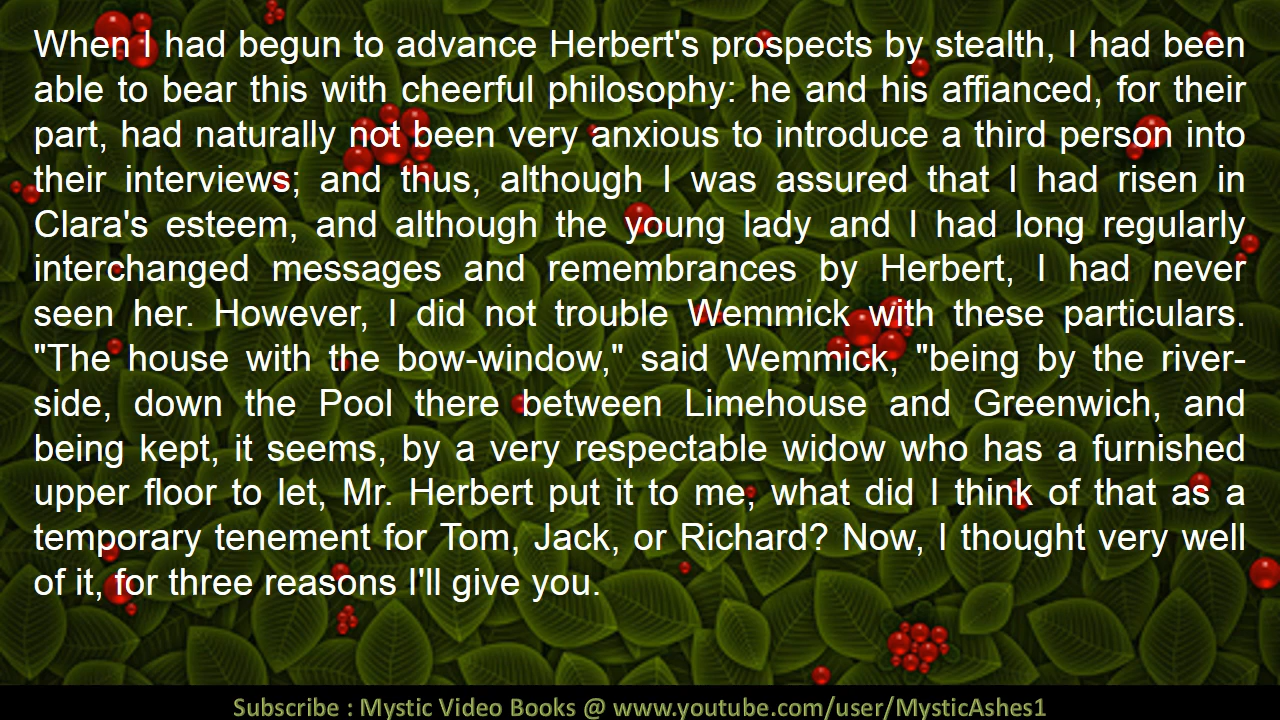 When I had begun to advance Herbert's prospects by stealth, I had been
able to bear this with cheerful philosophy: he and his affianced, for their
part, had naturally not been very anxious to introduce a third person into
their interviews; and thus, although I was assured that I had risen in
Clara's esteem, and although the young lady and I had long regularly
interchanged messages and remembrances by Herbert, I had never
seen her. However, I did not trouble Wemmick with these particulars.
"The house with the bow-window," said Wemmick, "being by the river-
side, down the Pool there between Limehouse and Greenwich, and
being kept, it seems, by a very respectable widow who has a furnished
upper floor to let, Mr. Herbert put it to me, what did I think of that as a
temporary tenement for Tom, Jack, or Richard? Now, I thought very well
of it, for three reasons I'll give you.
Subscribe : Mystic Video Books @ www.youtube.com/user/MysticAshes1